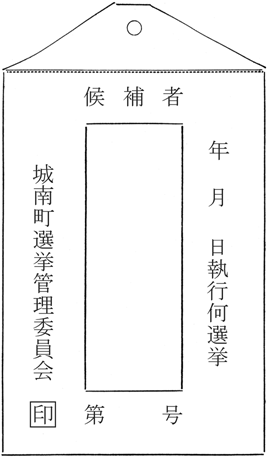 候補者
年　月　日執行何選挙
城南町選挙管理委員会
印
第　　号